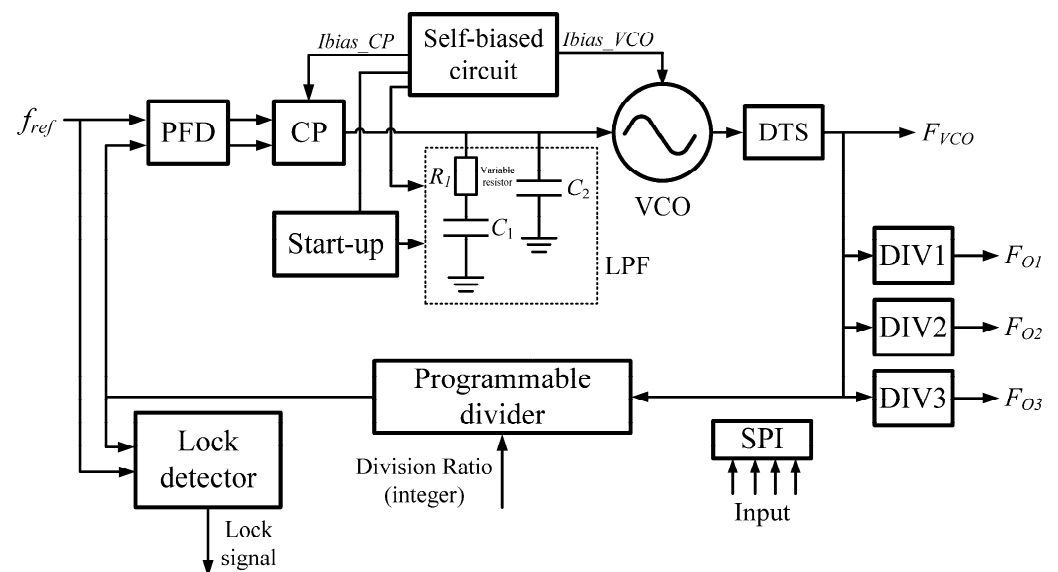 Ibias_CP
Self-biased
circuit
Ibias_VCO
fref
PFD
CP
DTS
FVCO
R1
Variable
resistor
C2
C1
VCO
Start-up
LPF
DIV1
FO1
DIV2
FO2
DIV3
FO3
Programmable
divider
Lock
detector
Division Ratio
(integer)
SPI
Input
Lock
signal